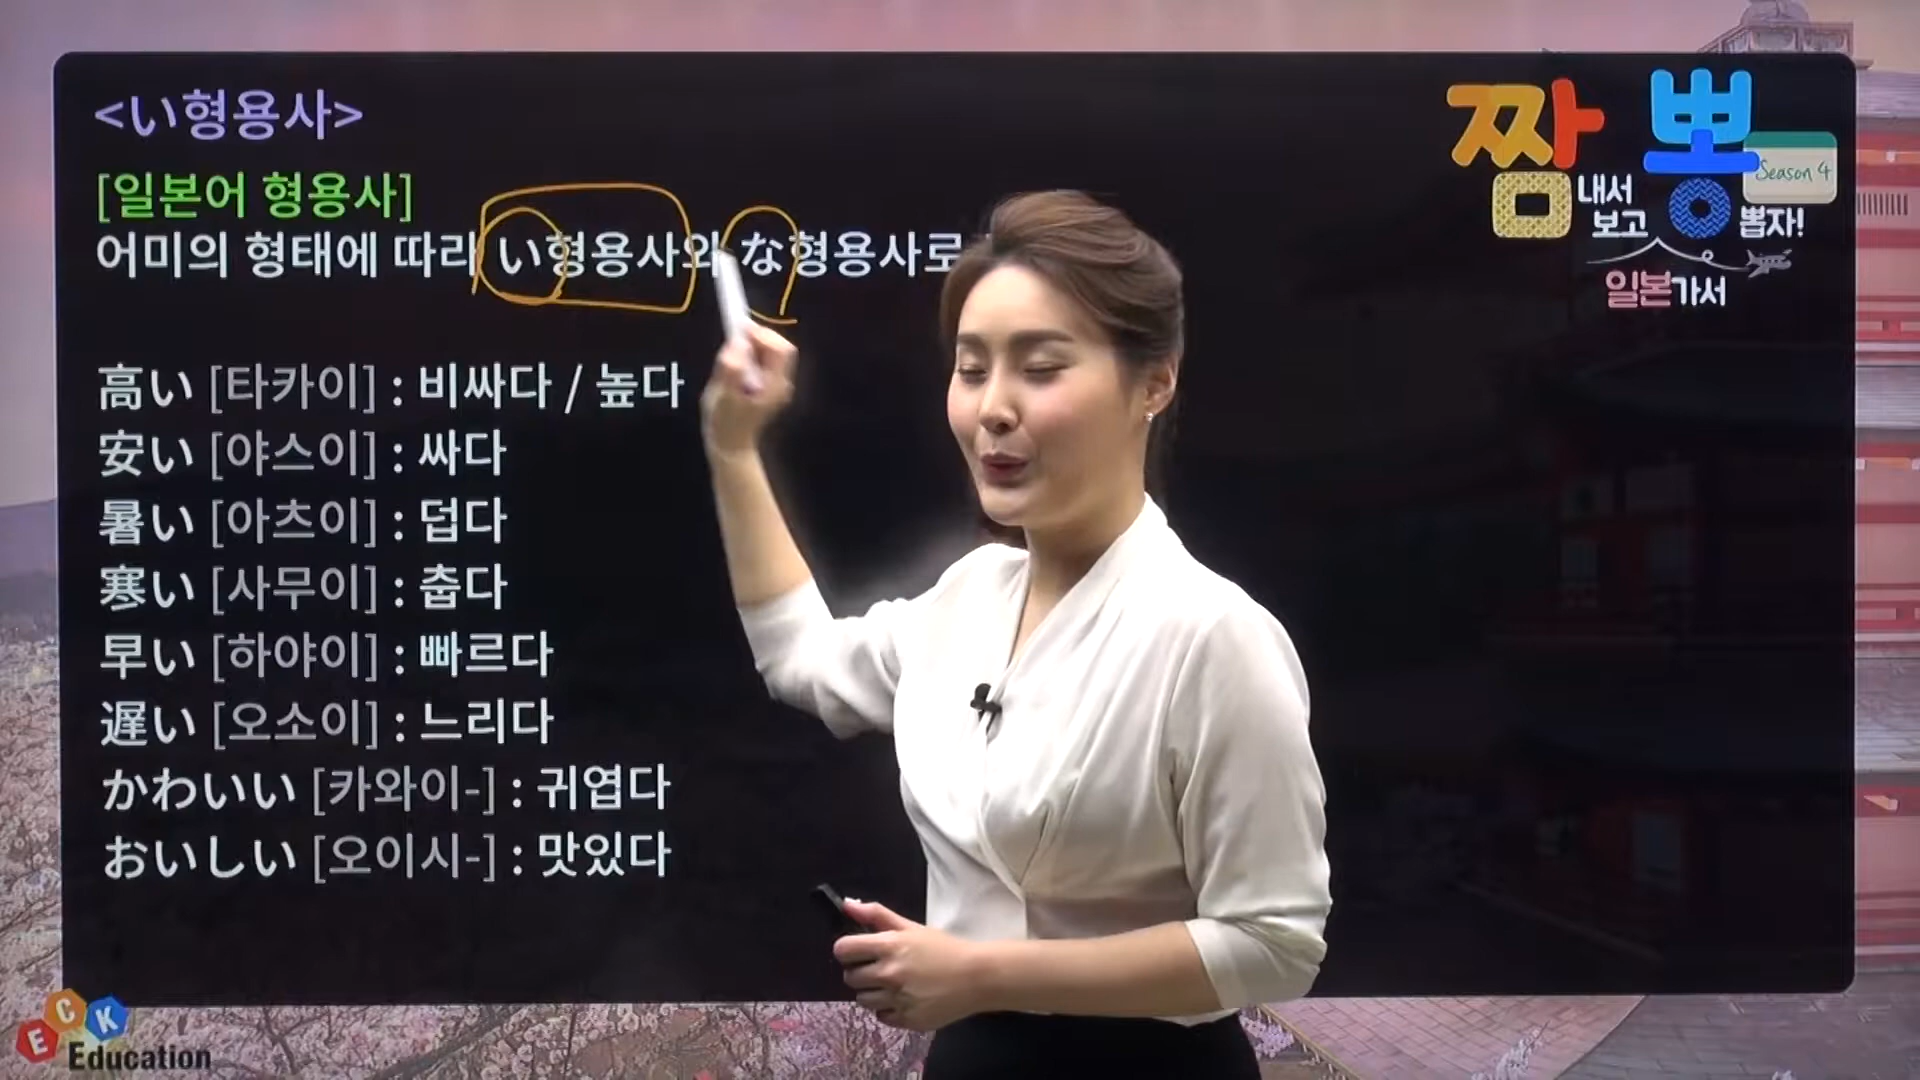 <い형용사>
[일본어 형용사]
어미의 형태에 따라 い형용사와 な형용사로
高い [타카이] : 비싸다 / 높다
安い [야스이] : 싸다
暑い [아츠이] : 덥다
寒い [사무이] : 춥다
早い [하야이] : 빠르다
遅い [오소이] : 느리다
かわいい [카와이-] : 귀엽다
おいしい [오이시-] : 맛있다
짬뽕
Season 4
내서
보고 뽑자!
일본가서
ECK
Education